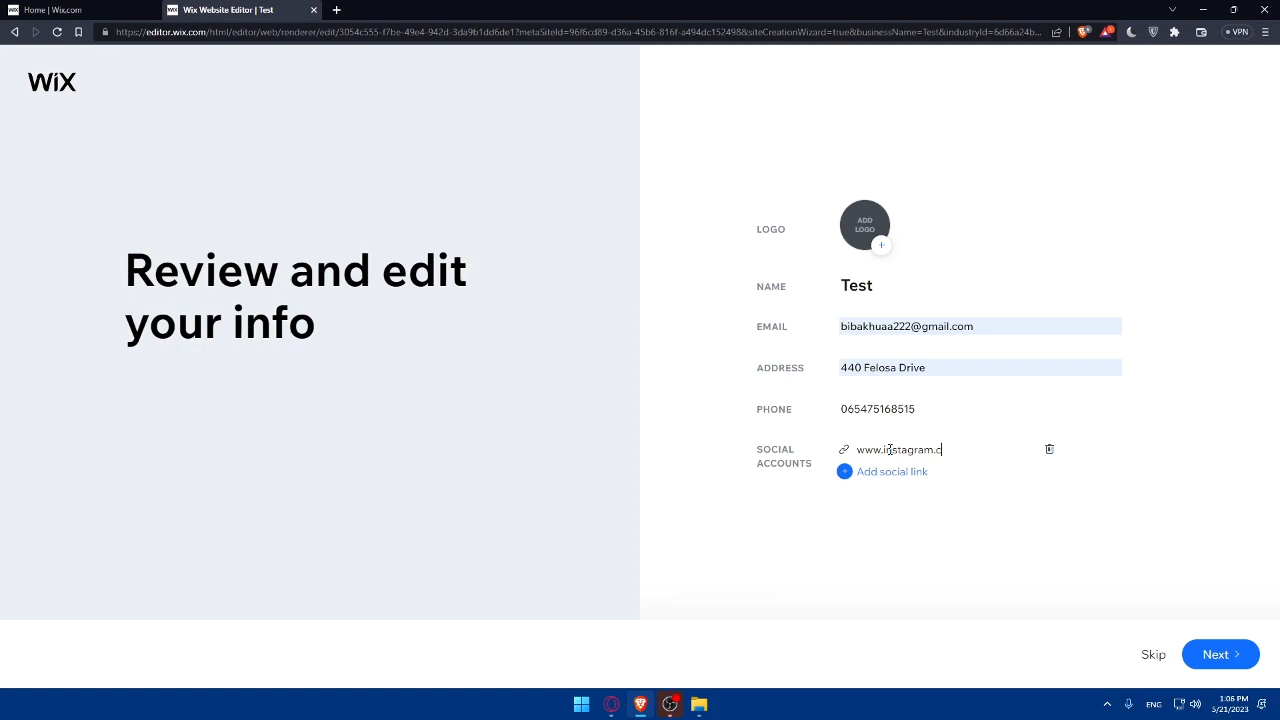 Home | Wix.com
Wix Website Editor | Test
https://editor.wix.com/html/editor/web/renderer/edit/3054c555-f7be-49e4-942d-3da9b1dd6de1?metaSiteId=96f6cd89-d36a-45b6-816f-a494dc152498&siteCreationWizard=true&businessName=Test&industryId=6d66a24b...
VPN
WiX
Review and edit
your info
LOGO
ADD
LOGO
NAME
Test
EMAIL
bibakhuaa222@gmail.com
ADDRESS
440 Felosa Drive
PHONE
065475168515
SOCIAL
ACCOUNTS
www.instagram.c
Add social link
Skip
Next
ENG
1:06 PM
5/23/2023